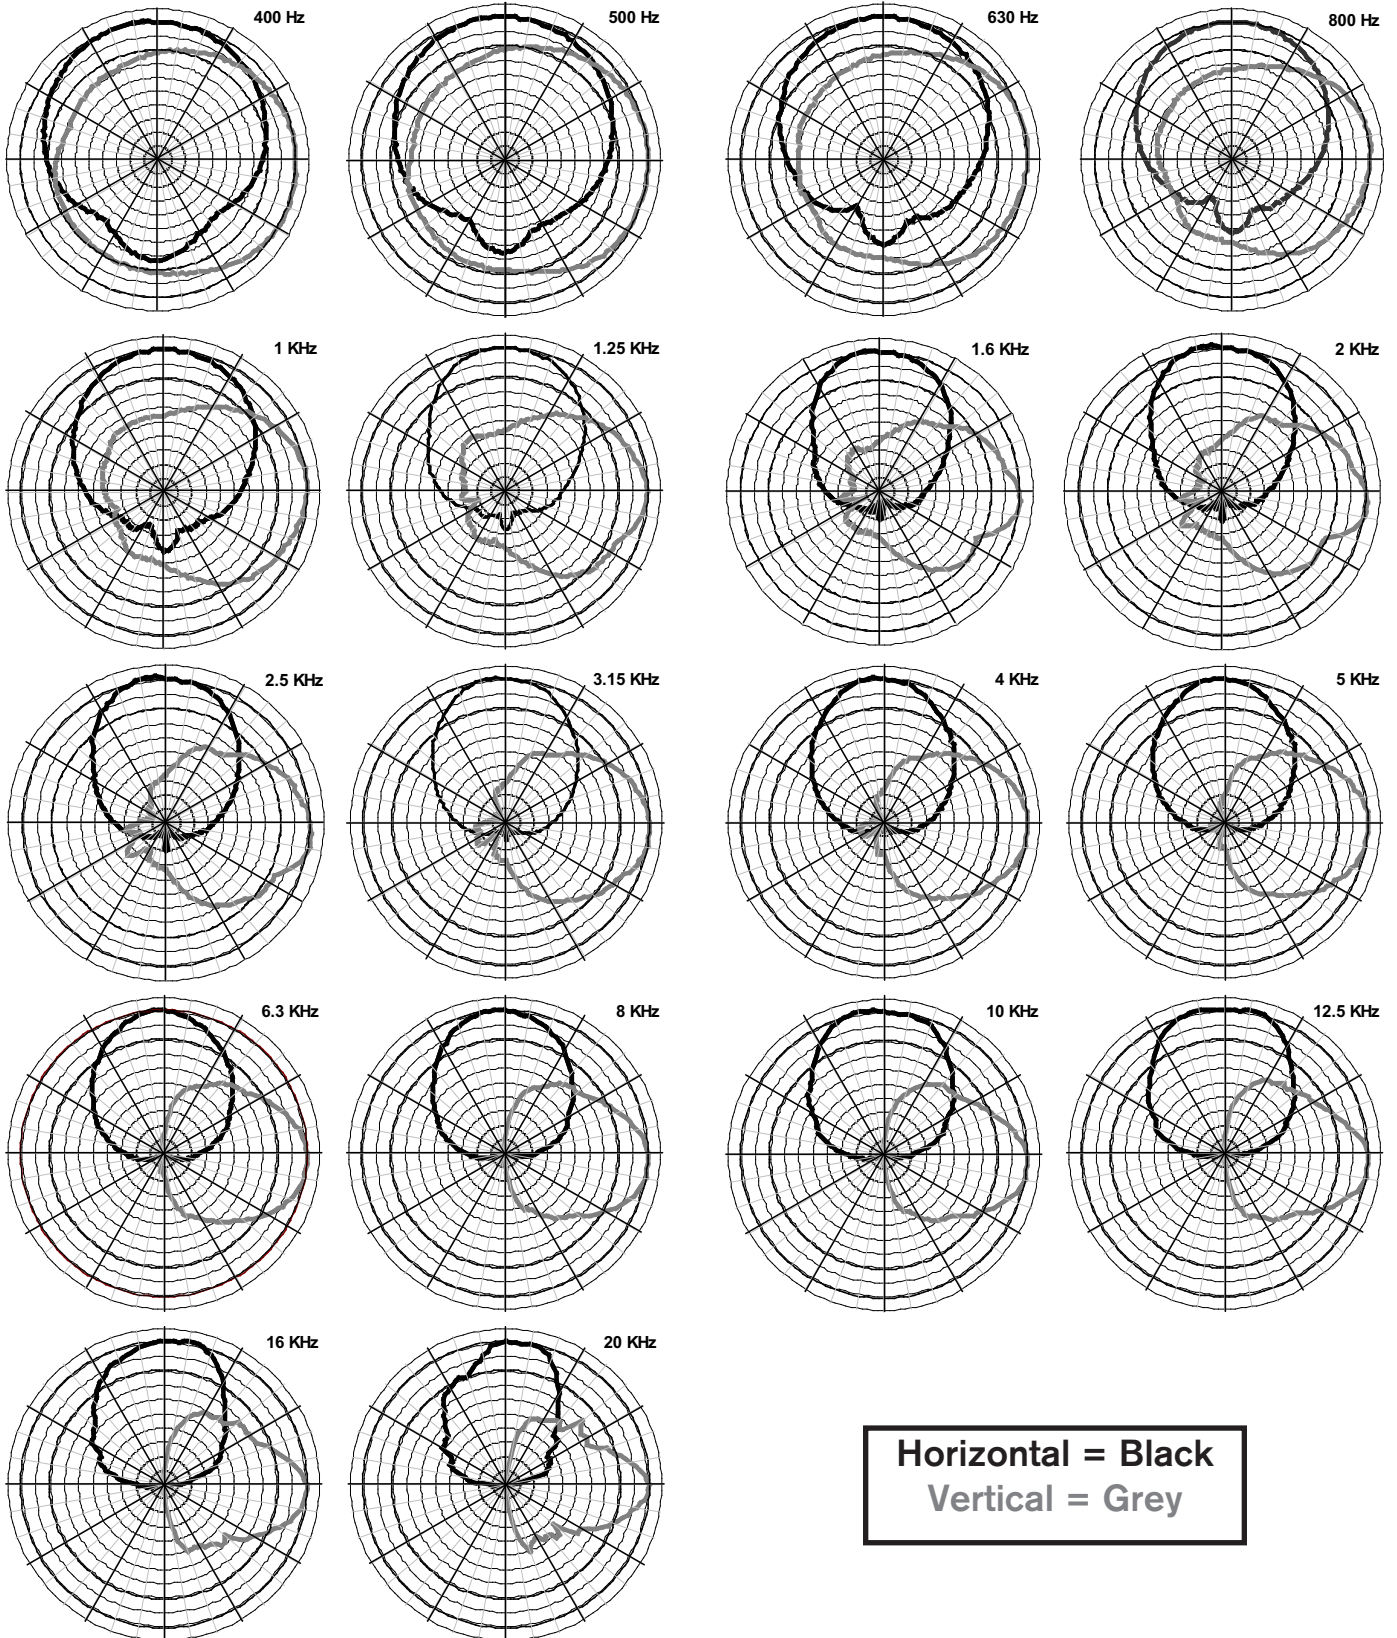 400 Hz
500 Hz
630 Hz
800 Hz
1 KHz
1.25 KHz
1.6 KHz
2 KHz
2.5 KHz
3.15 KHz
4 KHz
5 KHz
6.3 KHz
8 KHz
10 KHz
12.5 KHz
16 KHz
20 KHz
Horizontal = Black
Vertical = Grey